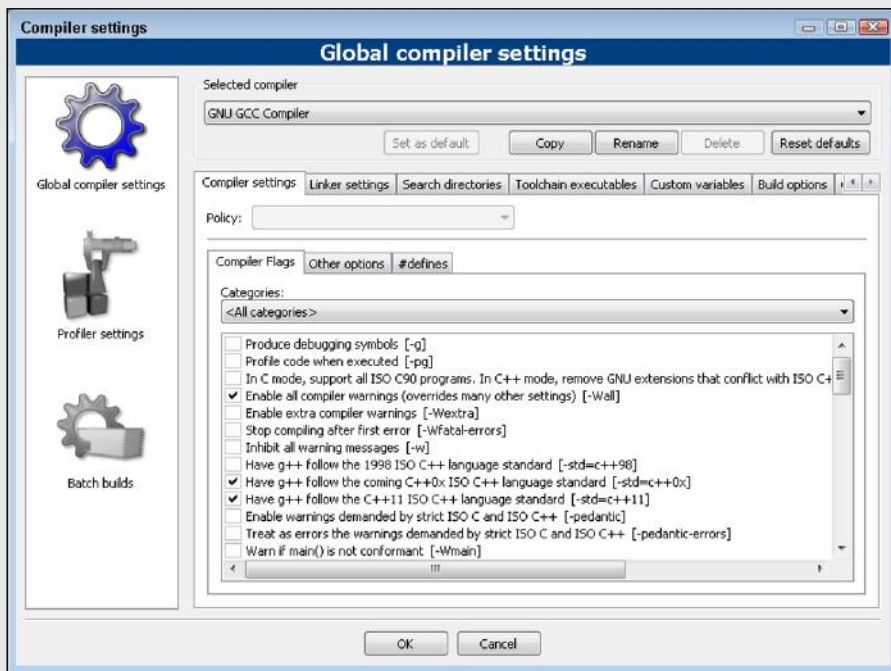 Compiler settings
Global compiler settings
Selected compiler
GNU GCC Compiler
Set as default Copy Rename Delete Reset defaults
Global compiler settings
Compiler settings Linker settings Search directories Toolchain executables Custom variables Build options
Policy:
Compiler Flags Other options #defines
Categories:
<All categories>
Profiler settings
Produce debugging symbols [-g]
Profile code when executed [-pg]
In C mode, support all ISO C90 programs. In C++ mode, remove GNU extensions that conflict with ISO C+
Enable all compiler warnings (overrides many other settings) [-Wall]
Enable extra compiler warnings [-Wextra]
Stop compiling after first error [-Wfatal-errors]
Inhibit all warning messages [-w]
Have g++ follow the 1998 ISO C++ language standard [-std=c++98]
Have g++ follow the coming C++0x ISO C++ language standard [-std=c++0x]
Have g++ follow the C++11 ISO C++ language standard [-std=c++11]
Enable warnings demanded by strict ISO C and ISO C++ [-pedantic]
Treat as errors the warnings demanded by strict ISO C and ISO C++ [-pedantic-errors]
Warn if main() is not conformant [-Wmain]
Batch builds
OK Cancel